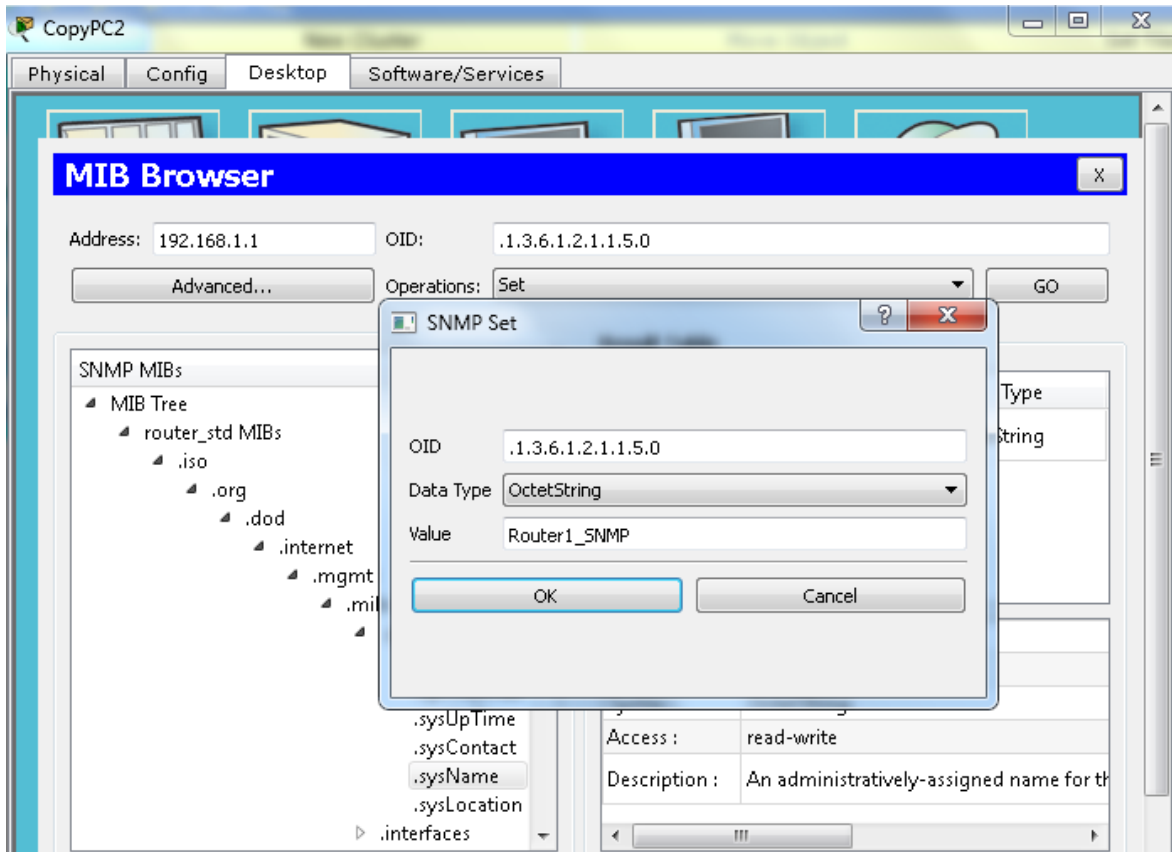 CopyPC2
Physical Config Desktop Software/Services
MIB Browser
X
Address: 192.168.1.1 OID: .1.3.6.1.2.1.1.5.0
Advanced... Operations: Set GO
SNMP Set
SNMP MIBs
Type
MIB Tree
router_std MIBs
String
.iso
.org
.dod
.internet
.mgmt
OID .1.3.6.1.2.1.1.5.0
Data Type OctetString
Value Router1_SNMP
OK Cancel
.sysUpTime
.sysContact
.sysName
.sysLocation
.interfaces
Access : read-write
Description : An administratively-assigned name for th